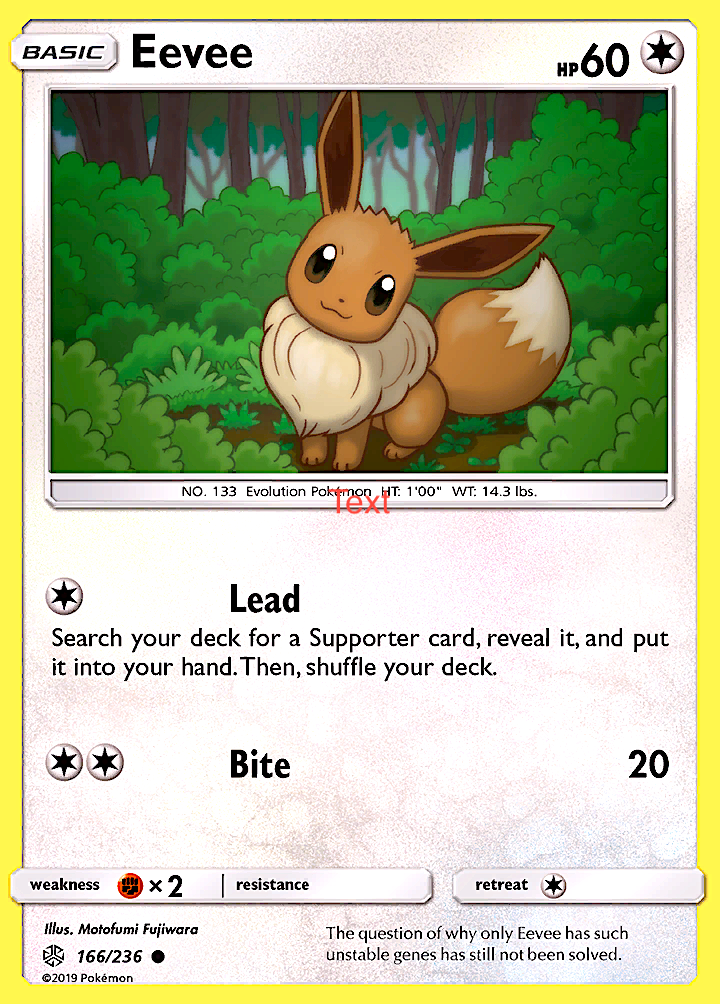 BASIC Eevee HP60
NO. 133 Evolution Pokémon HT: 1'00" WT: 14.3 lbs.
Text
Lead
Search your deck for a Supporter card, reveal it, and put
it into your hand. Then, shuffle your deck.
Bite 20
weakness ×2 resistance retreat
Illus. Motofumi Fujiwara
166/236
©2019 Pokémon
The question of why only Eevee has such
unstable genes has still not been solved.